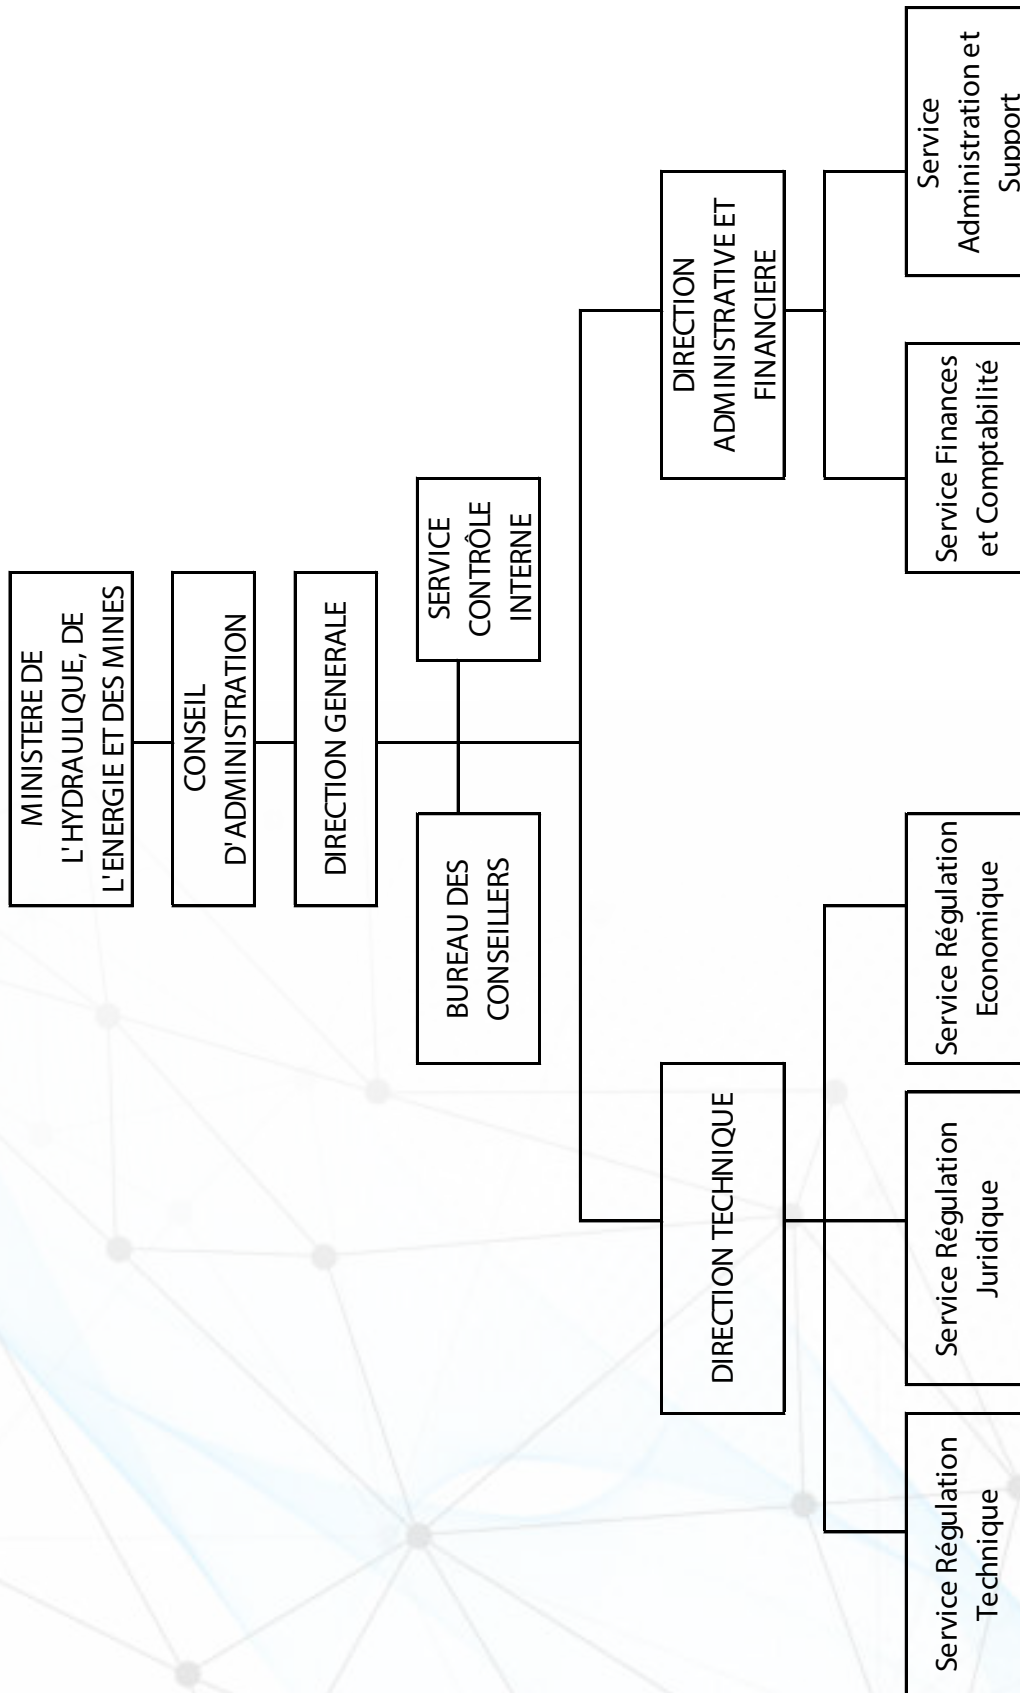 MINISTERE DE
L'HYDRAULIQUE, DE
L'ENERGIE ET DES MINES
CONSEIL
D'ADMINISTRATION
DIRECTION GENERALE
BUREAU DES
CONSEILLERS
SERVICE
CONTRÔLE
INTERNE
DIRECTION TECHNIQUE
DIRECTION
ADMINISTRATIVE ET
FINANCIERE
Service Régulation
Technique
Service Régulation
Juridique
Service Régulation
Economique
Service Finances
et Comptabilité
Service
Administration et
Support